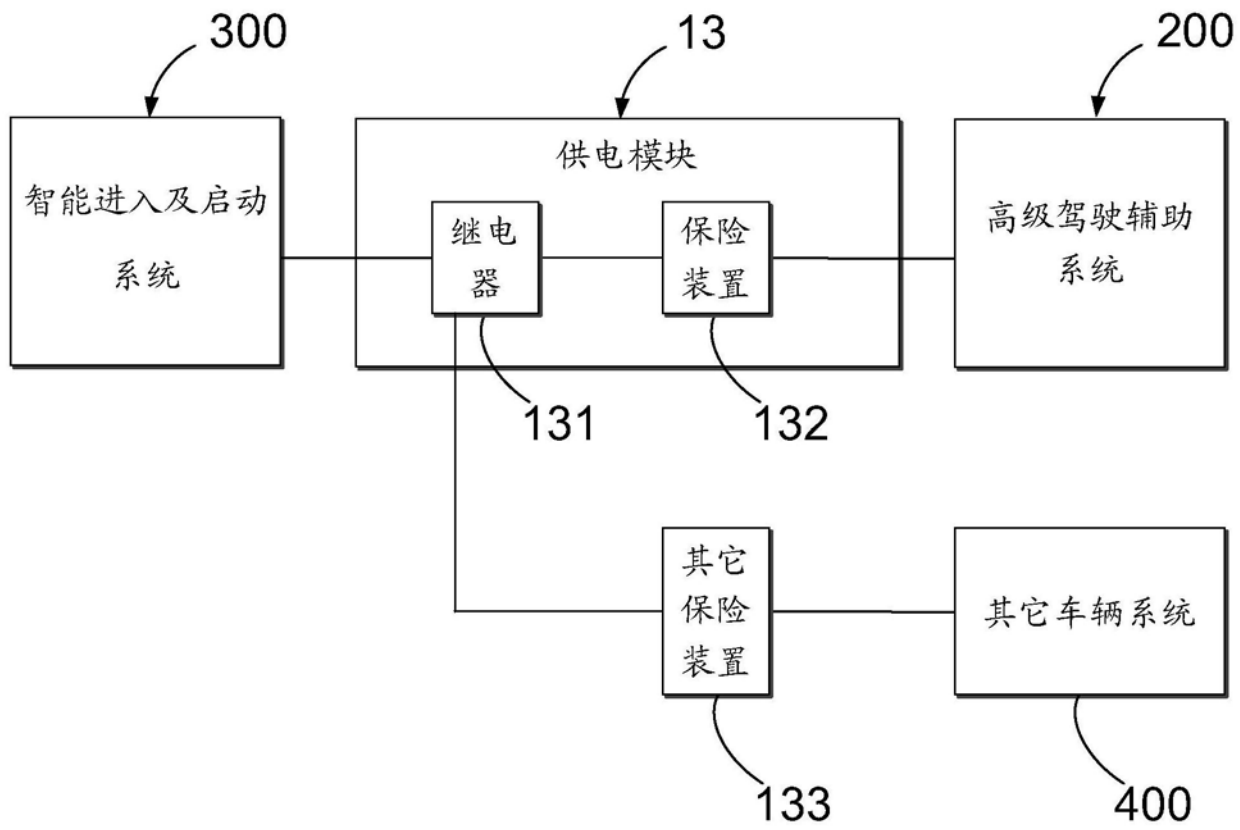 300
13
200
供电模块
智能进入及启动
系统
继电
器
保险
装置
高级驾驶辅助
系统
131
132
其它
保险
装置
其它车辆系统
133
400